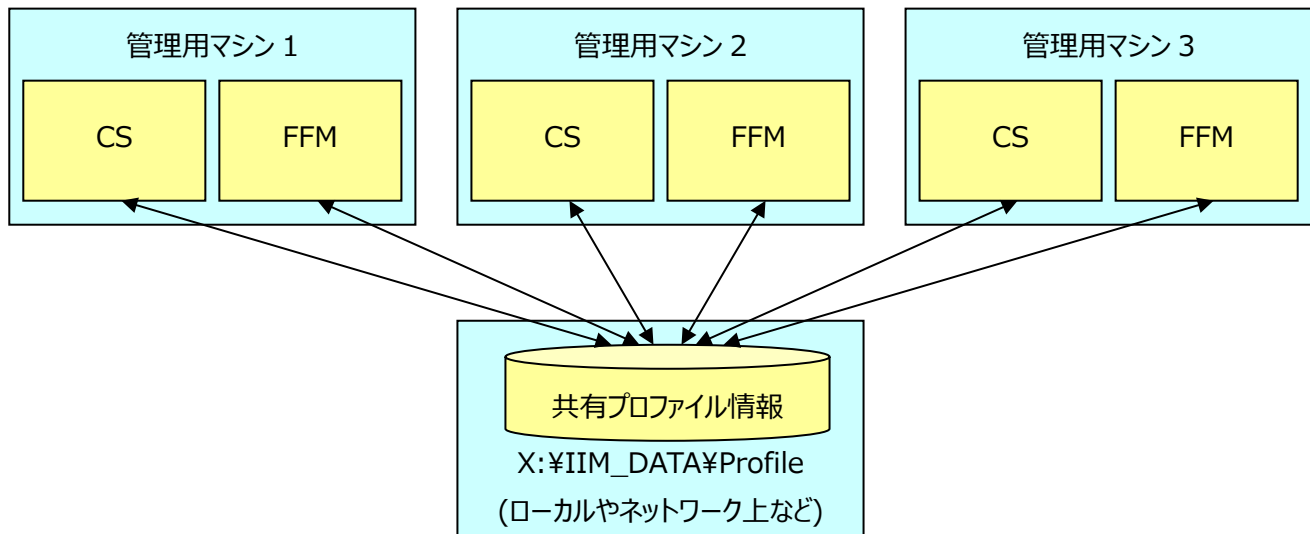 管理用マシン 1
管理用マシン 2
管理用マシン 3
CS
FFM
CS
FFM
CS
FFM
共有プロファイル情報
X:¥IIM_DATA¥Profile
(ローカルやネットワーク上など)